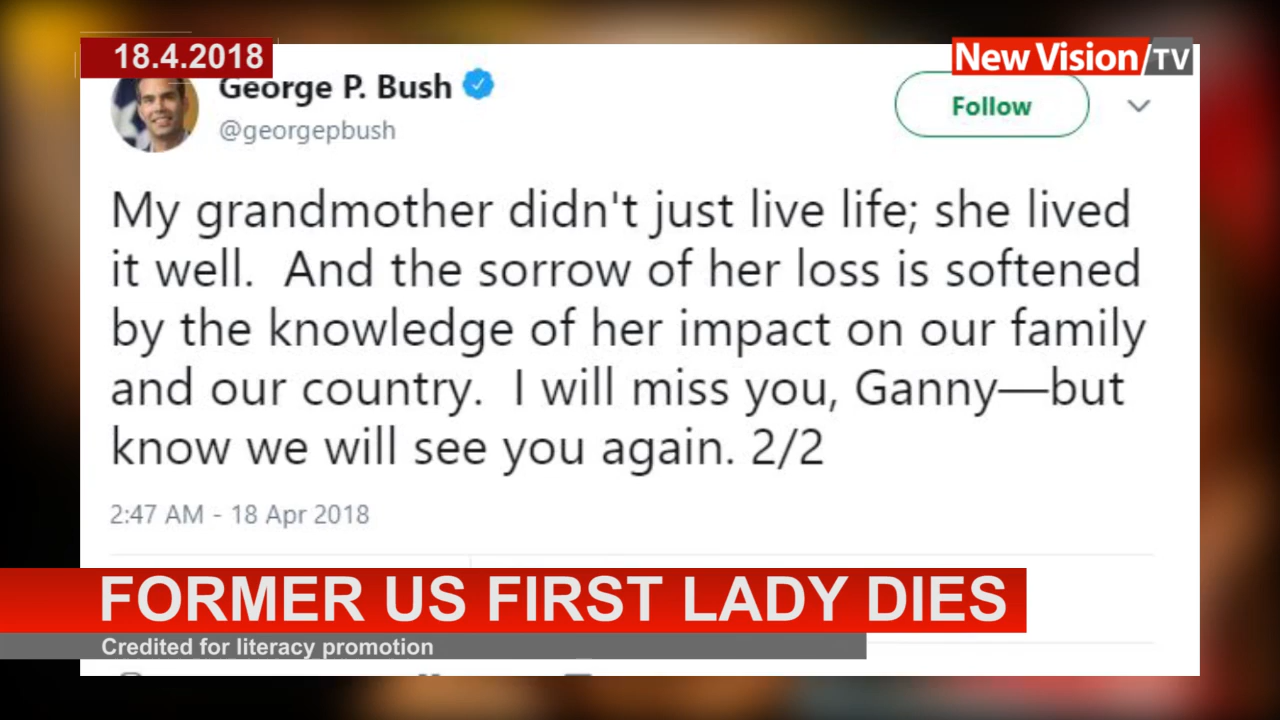 18.4.2018
New Vision/TV
George P. Bush
@georgepbush
Follow
My grandmother didn't just live life; she lived
it well.  And the sorrow of her loss is softened
by the knowledge of her impact on our family
and our country.  I will miss you, Ganny—but
know we will see you again. 2/2
2:47 AM - 18 Apr 2018
FORMER US FIRST LADY DIES
Credited for literacy promotion